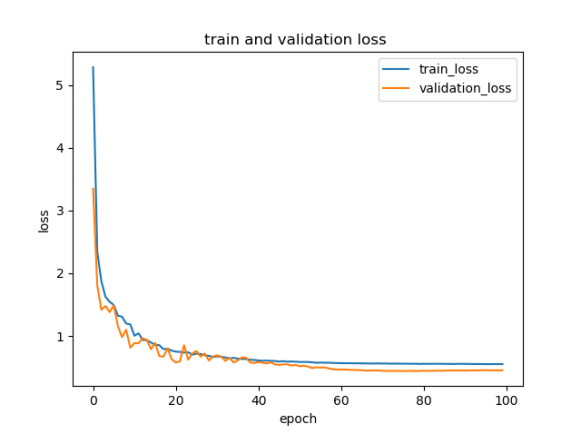 train and validation loss
train_loss
validation_loss
loss
5
4
3
2
1
0 20 40 60 80 100
epoch